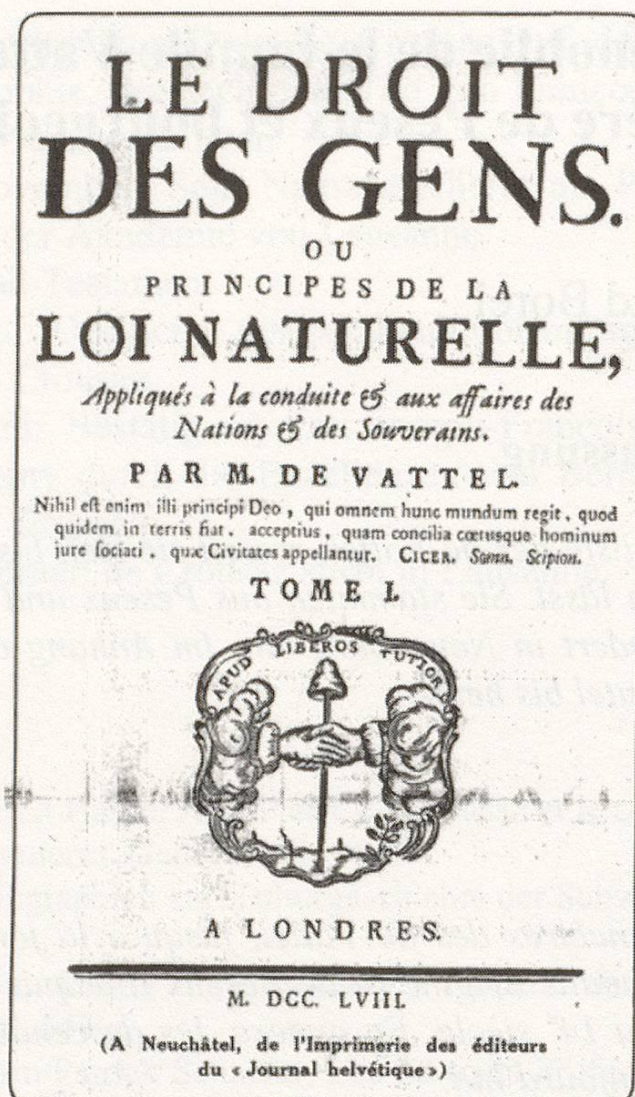 LE DROIT
DES GENS.
OU
PRINCIPES DE LA
LOI NATURELLE,
Appliqués à la conduite & aux affaires des
Nations & des Souverains.
PAR M. DE VATTEL.
Nihil est enim illi principi Deo, qui omnem hunc mundum regit, quod
quidem in terris fiat, acceptius, quam concilia cœtusque hominum
jure sociati, quæ Civitates appellantur. CICER. Somn. Scipion.
TOME I.
APUD LIBEROS TUTIOR
A LONDRES.
M. DCC. LVIII.
(A Neuchâtel, de l'Imprimerie des éditeurs
du « Journal helvétique »)